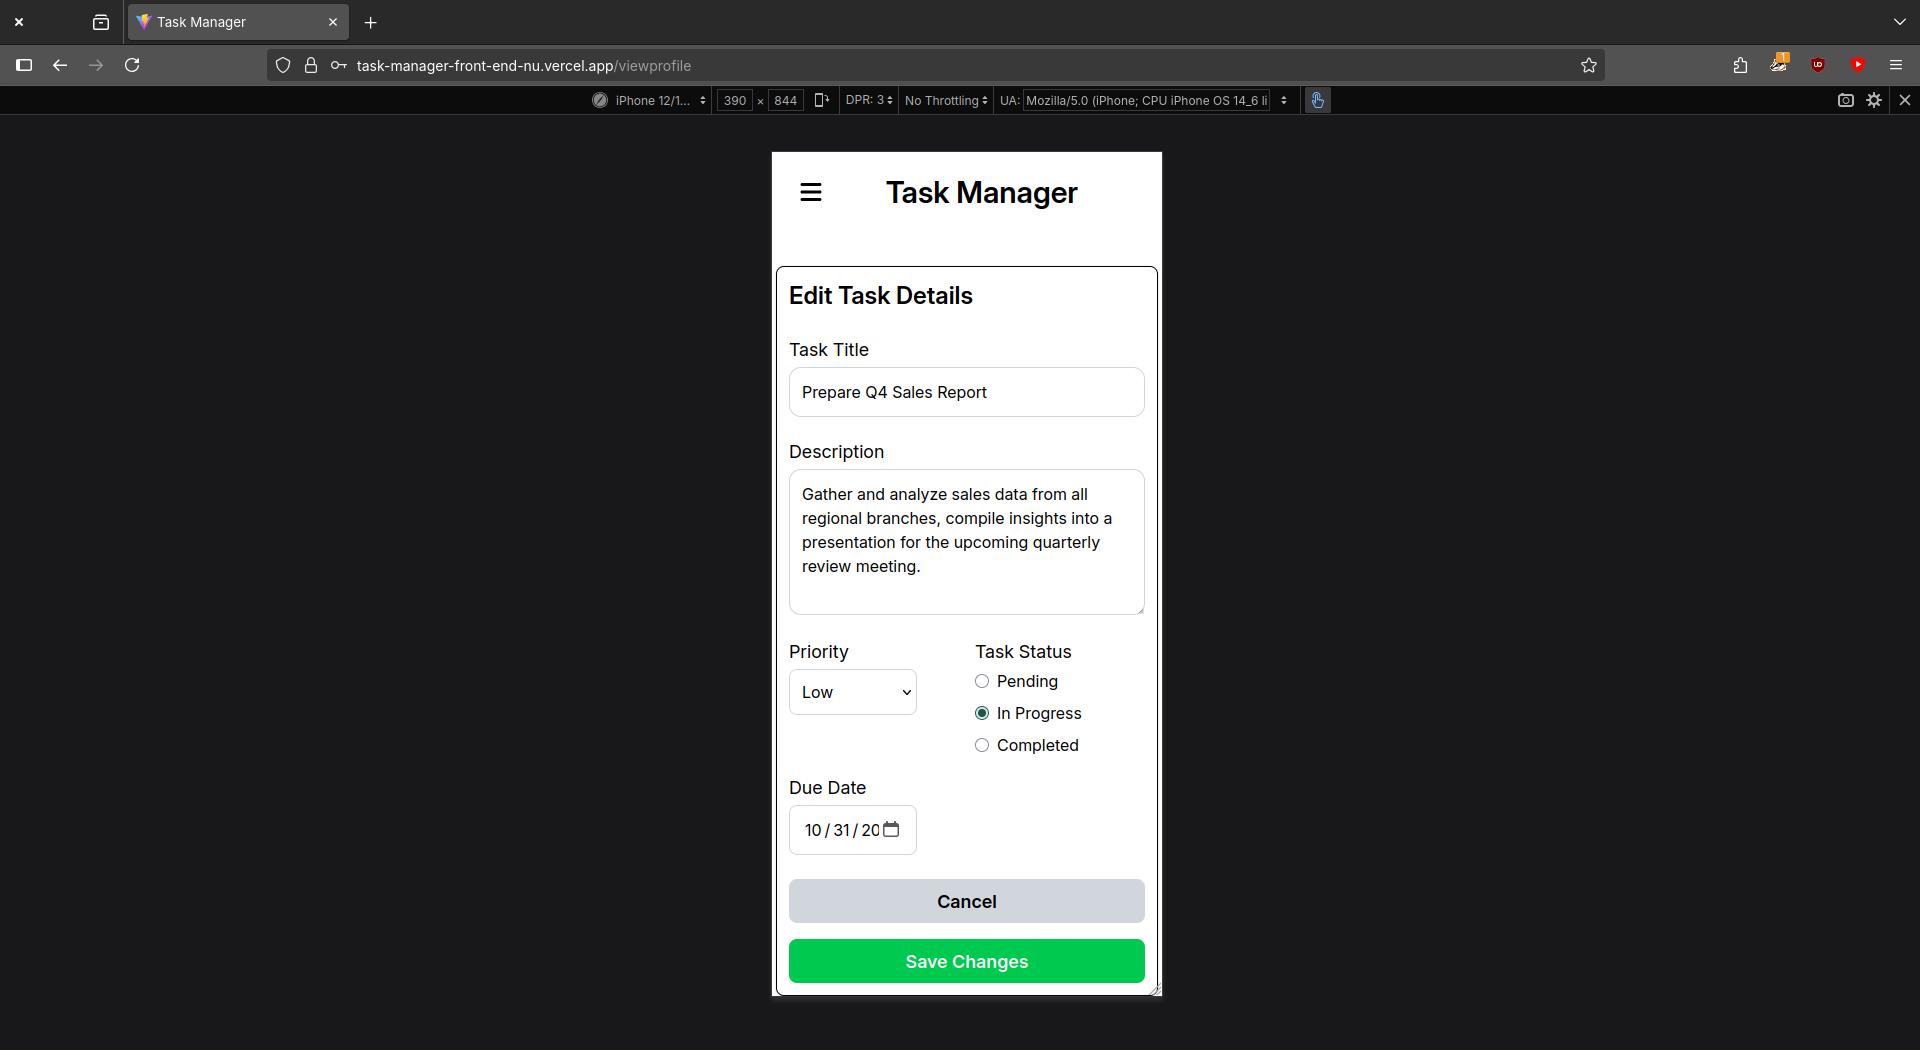 Task Manager
task-manager-front-end-nu.vercel.app/viewprofile
1
UD
iPhone 12/1... 390 × 844 DPR: 3 No Throttling UA: Mozilla/5.0 (iPhone; CPU iPhone OS 14_6 li
Task Manager
Edit Task Details
Task Title
Prepare Q4 Sales Report
Description
Gather and analyze sales data from all
regional branches, compile insights into a
presentation for the upcoming quarterly
review meeting.
Priority
Low
Task Status
Pending
In Progress
Completed
Due Date
10 / 31 / 20
Cancel
Save Changes